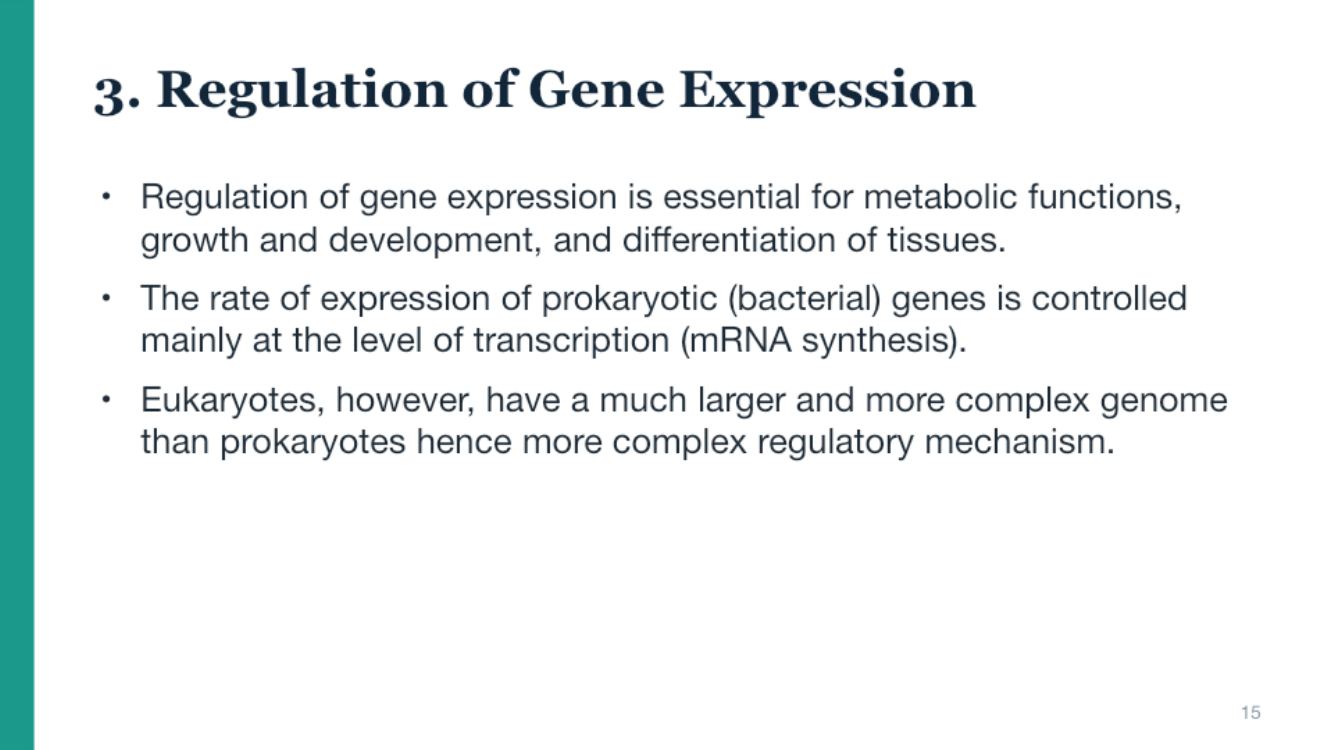 3. Regulation of Gene Expression
• Regulation of gene expression is essential for metabolic functions,
growth and development, and differentiation of tissues.
• The rate of expression of prokaryotic (bacterial) genes is controlled
mainly at the level of transcription (mRNA synthesis).
• Eukaryotes, however, have a much larger and more complex genome
than prokaryotes hence more complex regulatory mechanism.
15